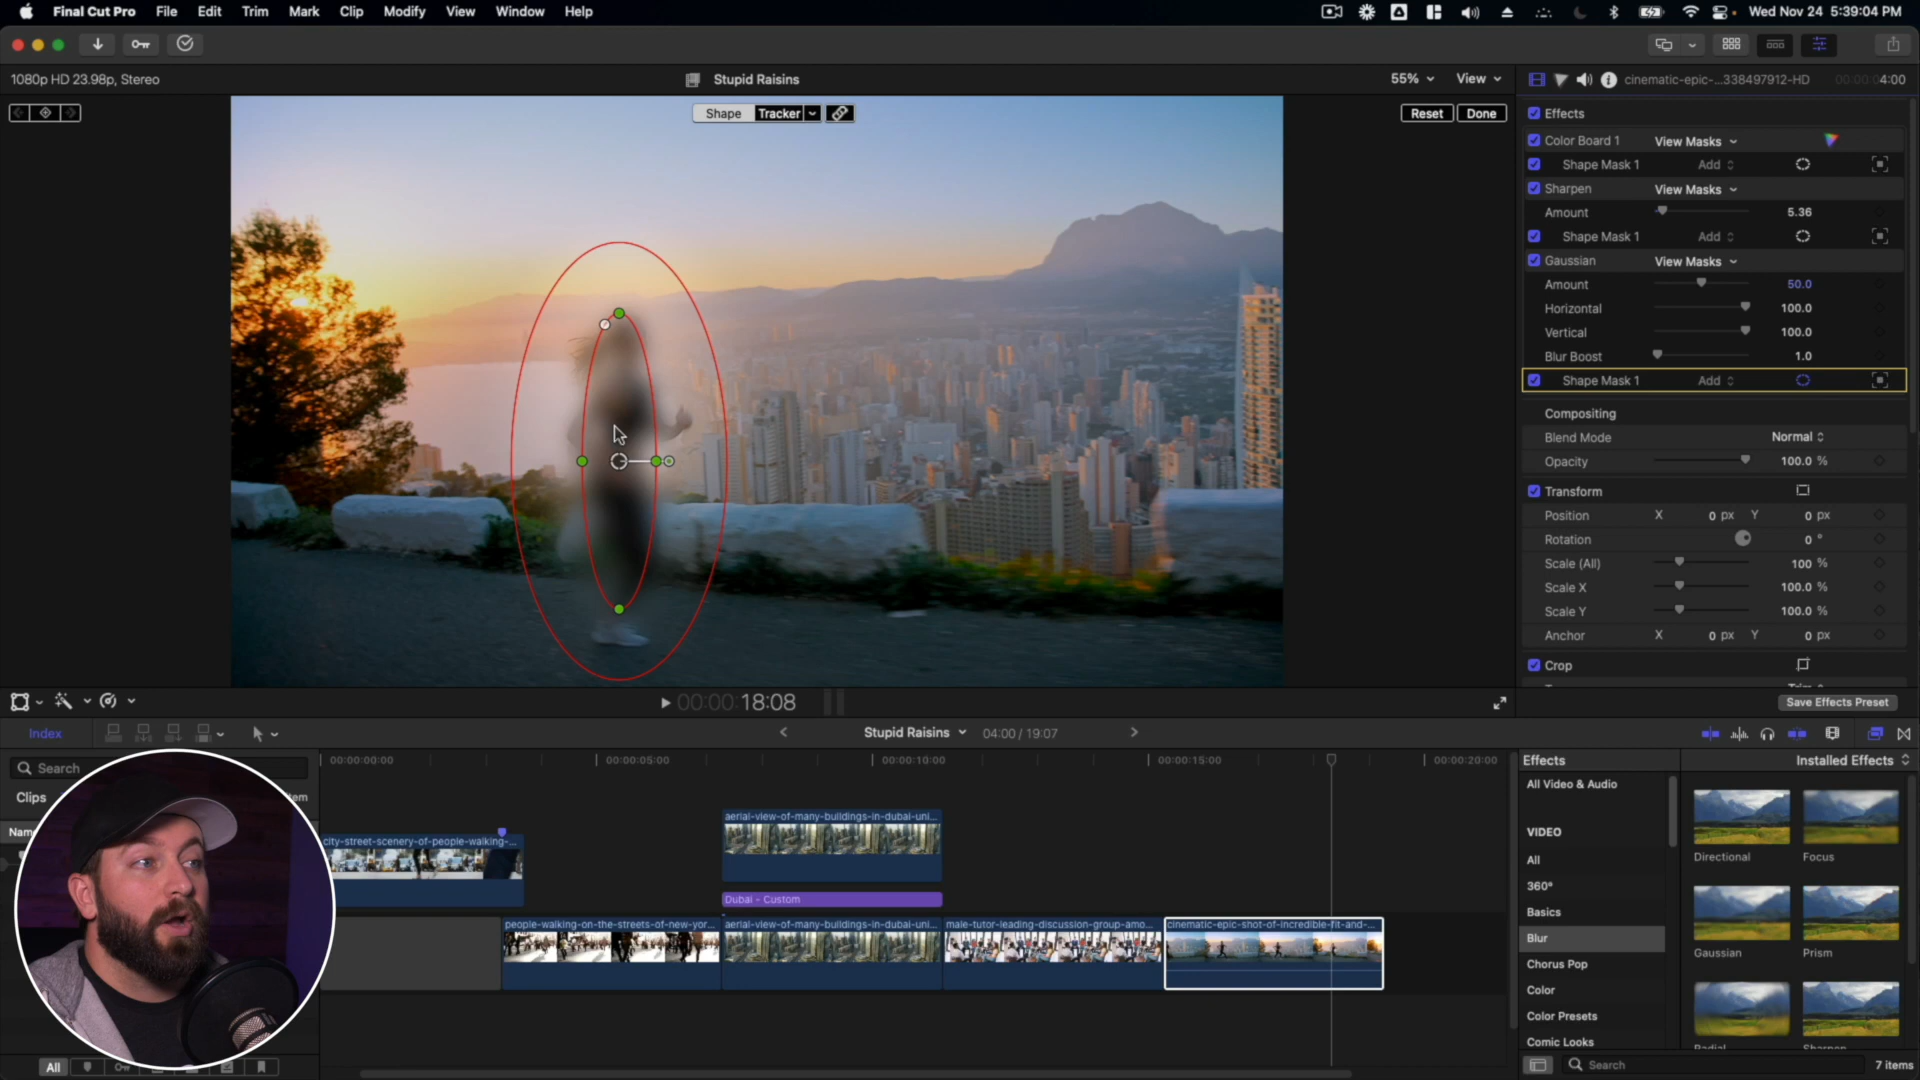 Final Cut Pro File Edit Trim Mark Clip Modify View Window Help Wed Nov 24 5:39:04 PM
1080p HD 23.98p, Stereo
Stupid Raisins
55% View
cinematic-epic-...338497912-HD 00:00:04:00
Shape Tracker
Reset Done
Effects
Color Board 1 View Masks
Shape Mask 1 Add
Sharpen View Masks
Amount 5.36
Shape Mask 1 Add
Gaussian View Masks
Amount 50.0
Horizontal 100.0
Vertical 100.0
Blur Boost 1.0
Shape Mask 1 Add
Compositing
Blend Mode Normal
Opacity 100.0 %
Transform
Position X 0 px Y 0 px
Rotation 0 °
Scale (All) 100 %
Scale X 100.0 %
Scale Y 100.0 %
Anchor X 0 px Y 0 px
Crop
00:00:18:08
Save Effects Preset
Index
Stupid Raisins 04:00 / 19:07
Search
Clips
00:00:00:00 00:00:05:00 00:00:10:00 00:00:15:00 00:00:20:00
aerial-view-of-many-buildings-in-dubai-uni...
city-street-scenery-of-people-walking-...
Dubai - Custom
people-walking-on-the-streets-of-new-yor...
aerial-view-of-many-buildings-in-dubai-uni...
male-tutor-leading-discussion-group-amo...
cinematic-epic-shot-of-incredible-fit-and-...
All
Effects Installed Effects
All Video & Audio
VIDEO
All
360°
Basics
Blur
Chorus Pop
Color
Color Presets
Comic Looks
Directional Focus
Gaussian Prism
Radial Sharpen
Search 7 items